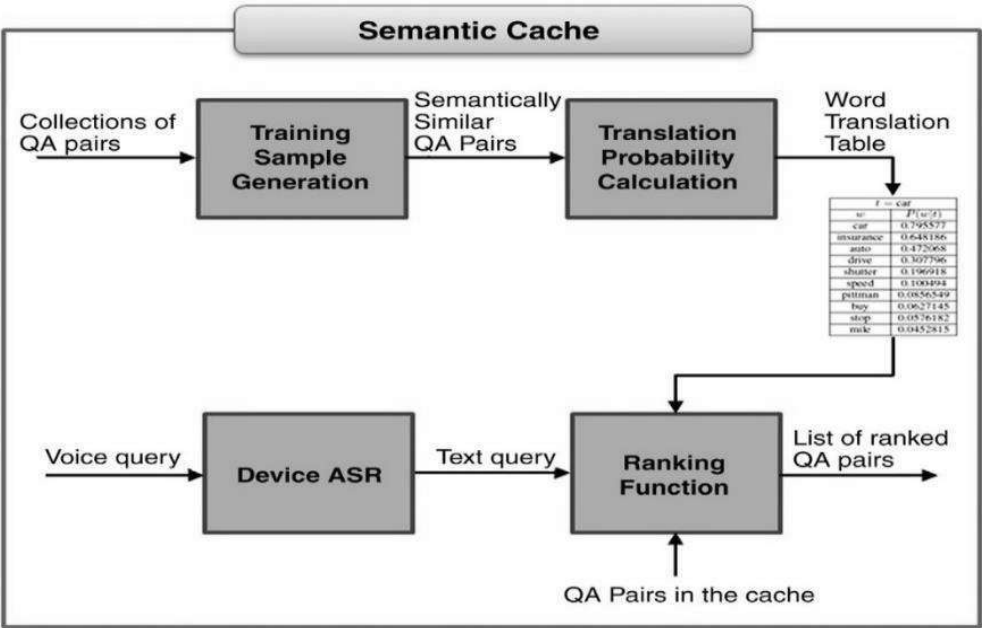 Semantic Cache
Collections of
QA pairs
Training
Sample
Generation
Semantically
Similar
QA Pairs
Translation
Probability
Calculation
Word
Translation
Table
t = car
w P(w|t)
car 0.795577
insurance 0.648186
auto 0.472068
drive 0.307796
shutter 0.196918
speed 0.100494
pittman 0.0856549
buy 0.0627145
stop 0.0576182
mile 0.0452815
Voice query
Device ASR
Text query
Ranking
Function
List of ranked
QA pairs
QA Pairs in the cache